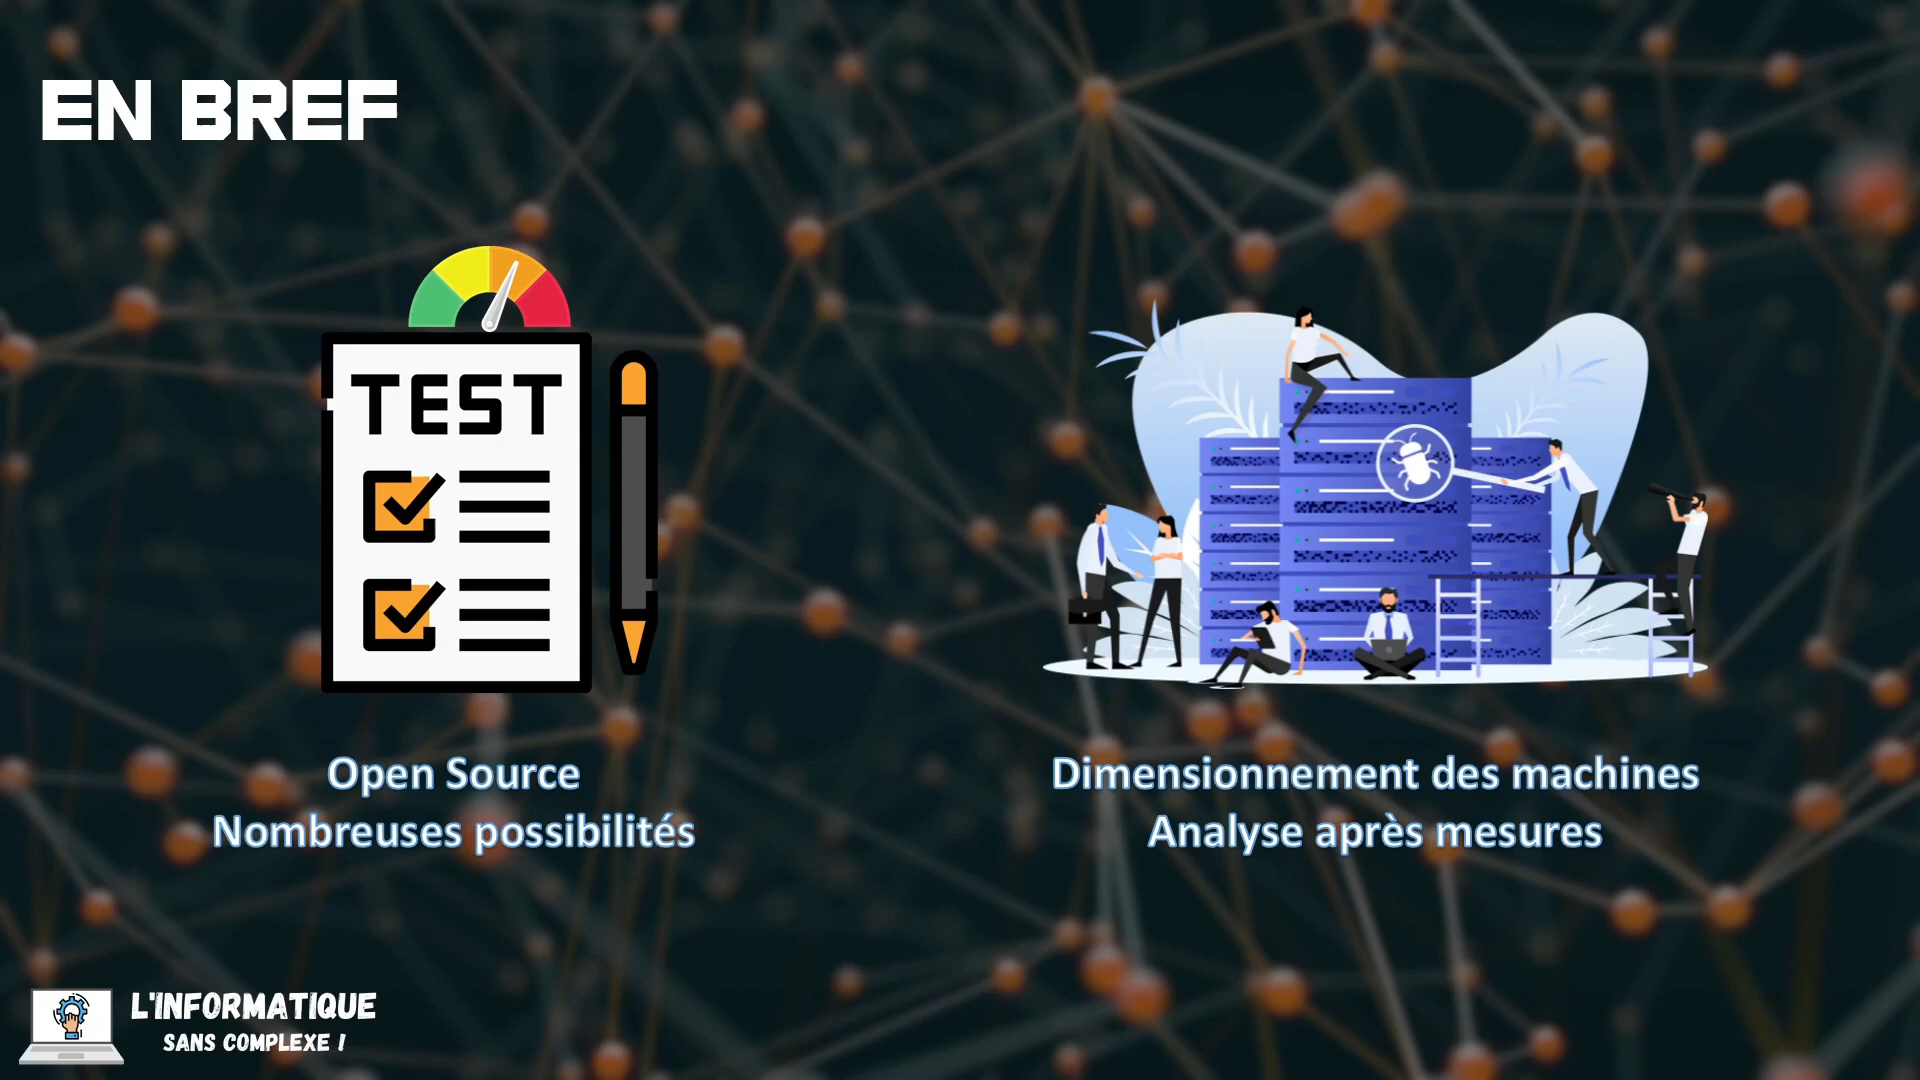 EN BREF
TEST
Open Source
Nombreuses possibilités
Dimensionnement des machines
Analyse après mesures
L'INFORMATIQUE
SANS COMPLEXE !